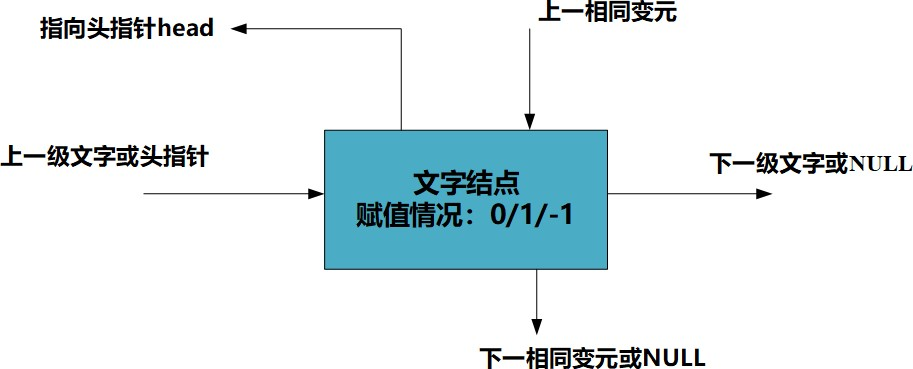 上一相同变元
指向头指针head
上一级文字或头指针
文字结点
赋值情况：0/1/-1
下一级文字或NULL
下一相同变元或NULL